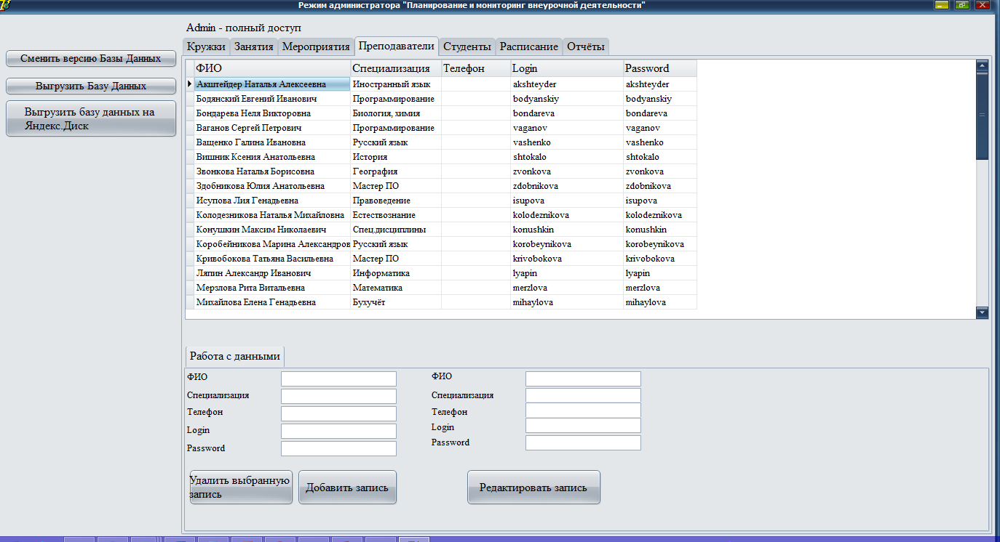 Режим администратора "Планирование и мониторинг внеурочной деятельности"
Admin - полный доступ
Сменить версию Базы Данных
Выгрузить Базу Данных
Выгрузить базу данных на
Яндекс.Диск
Кружки Занятия Мероприятия Преподаватели Студенты Расписание Отчёты
ФИО Специализация Телефон Login Password
Акштейдер Наталья Алексеевна Иностранный язык akshteyder akshteyder
Бодянский Евгений Иванович Программирование bodyanskiy bodyanskiy
Бондарева Неля Викторовна Биология, химия bondareva bondareva
Ваганов Сергей Петрович Программирование vaganov vaganov
Ващенко Галина Ивановна Русский язык vashenko vashenko
Вишник Ксения Анатольевна История shtokalo shtokalo
Звонкова Наталья Борисовна География zvonkova zvonkova
Здобникова Юлия Анатольевна Мастер ПО zdobnikova zdobnikova
Исупова Лия Генадьевна Правоведение isupova isupova
Колодезникова Наталья Михайловна Естествознание kolodeznikova kolodeznikova
Конушкин Максим Николаевич Спец.дисциплины konushkin konushkin
Коробейникова Марина Александров Русский язык korobeynikova korobeynikova
Кривобокова Татьяна Васильевна Мастер ПО krivobokova krivobokova
Ляпин Александр Иванович Информатика lyapin lyapin
Мерзлова Рита Витальевна Математика merzlova merzlova
Михайлова Елена Генадьевна Бухучёт mihaylova mihaylova
Работа с данными
ФИО ФИО
Специализация Специализация
Телефон Телефон
Login Login
Password Password
Удалить выбранную
запись
Добавить запись
Редактировать запись